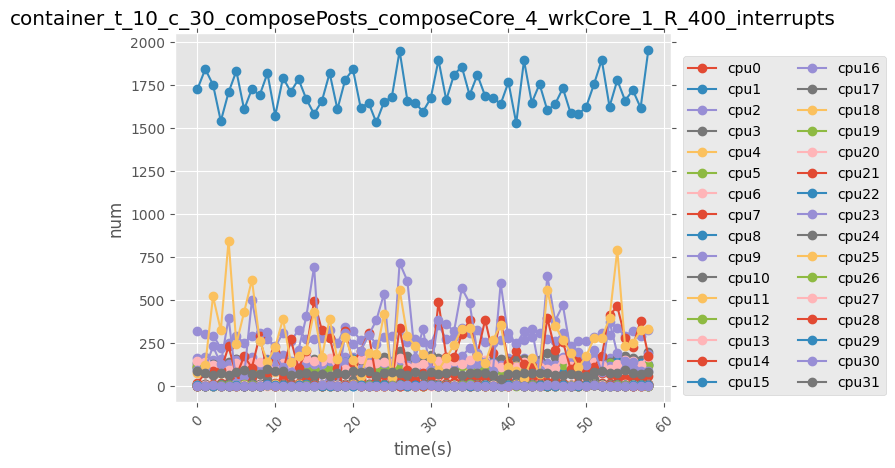 container_t_10_c_30_composePosts_composeCore_4_wrkCore_1_R_400_interrupts
num
2000
1750
1500
1250
1000
750
500
250
0
0
10
20
30
40
50
60
time(s)
cpu0
cpu1
cpu2
cpu3
cpu4
cpu5
cpu6
cpu7
cpu8
cpu9
cpu10
cpu11
cpu12
cpu13
cpu14
cpu15
cpu16
cpu17
cpu18
cpu19
cpu20
cpu21
cpu22
cpu23
cpu24
cpu25
cpu26
cpu27
cpu28
cpu29
cpu30
cpu31